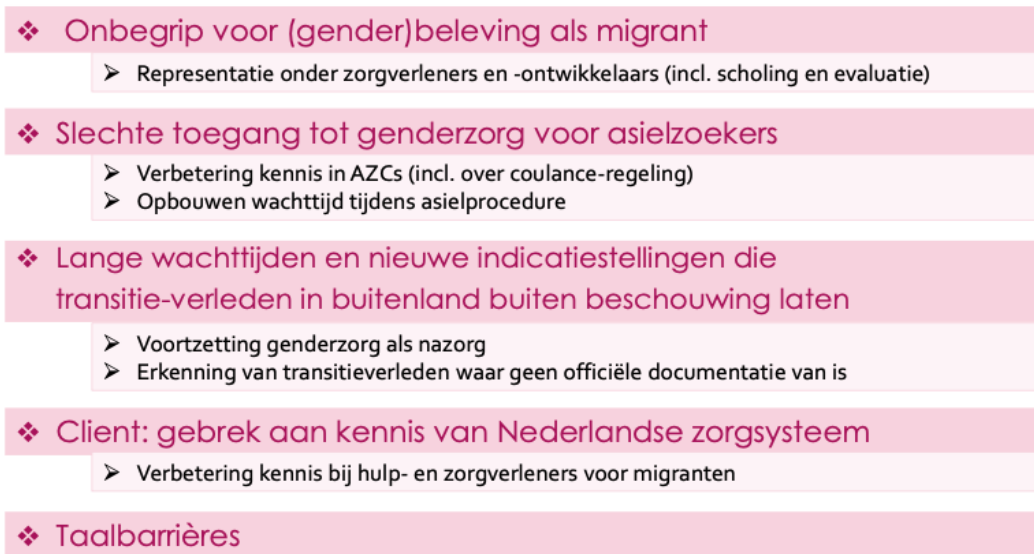 ❖ Onbegrip voor (gender)beleving als migrant
➢ Representatie onder zorgverleners en -ontwikkelaars (incl. scholing en evaluatie)
❖ Slechte toegang tot genderzorg voor asielzoekers
➢ Verbetering kennis in AZCs (incl. over coulance-regeling)
➢ Opbouwen wachttijd tijdens asielprocedure
❖ Lange wachttijden en nieuwe indicatiestellingen die
transitie-verleden in buitenland buiten beschouwing laten
➢ Voortzetting genderzorg als nazorg
➢ Erkenning van transitieverleden waar geen officiële documentatie van is
❖ Client: gebrek aan kennis van Nederlandse zorgsysteem
➢ Verbetering kennis bij hulp- en zorgverleners voor migranten
❖ Taalbarrières